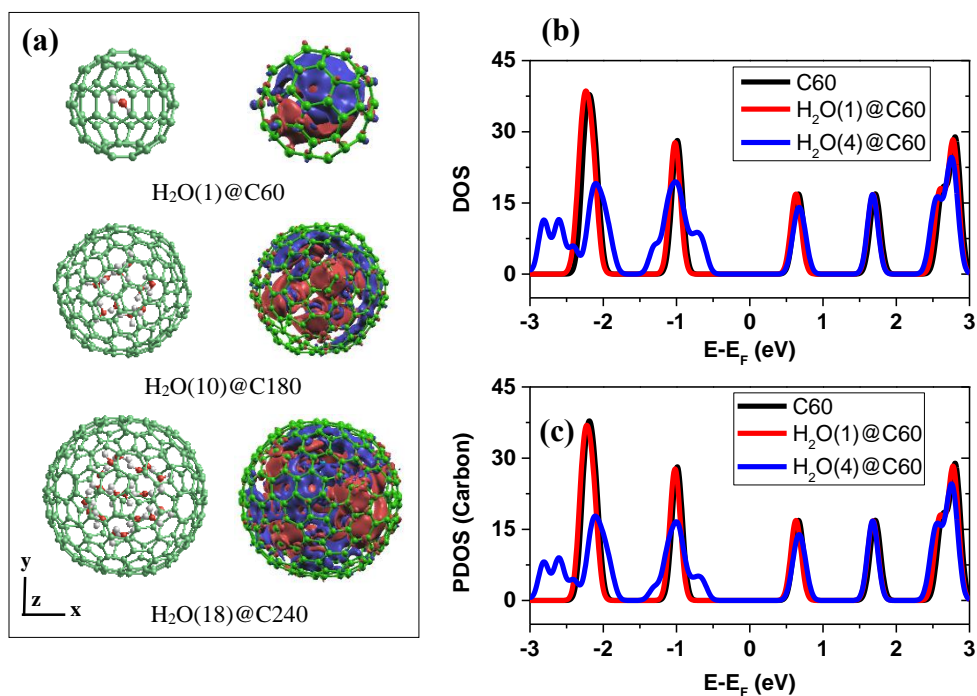 (a)
H₂O(1)@C60
H₂O(10)@C180
H₂O(18)@C240
y
z
x
(b)
45
30
15
0
DOS
C60
H₂O(1)@C60
H₂O(4)@C60
-3 -2 -1 0 1 2 3
E-E_F (eV)
(c)
45
30
15
0
PDOS (Carbon)
C60
H₂O(1)@C60
H₂O(4)@C60
-3 -2 -1 0 1 2 3
E-E_F (eV)